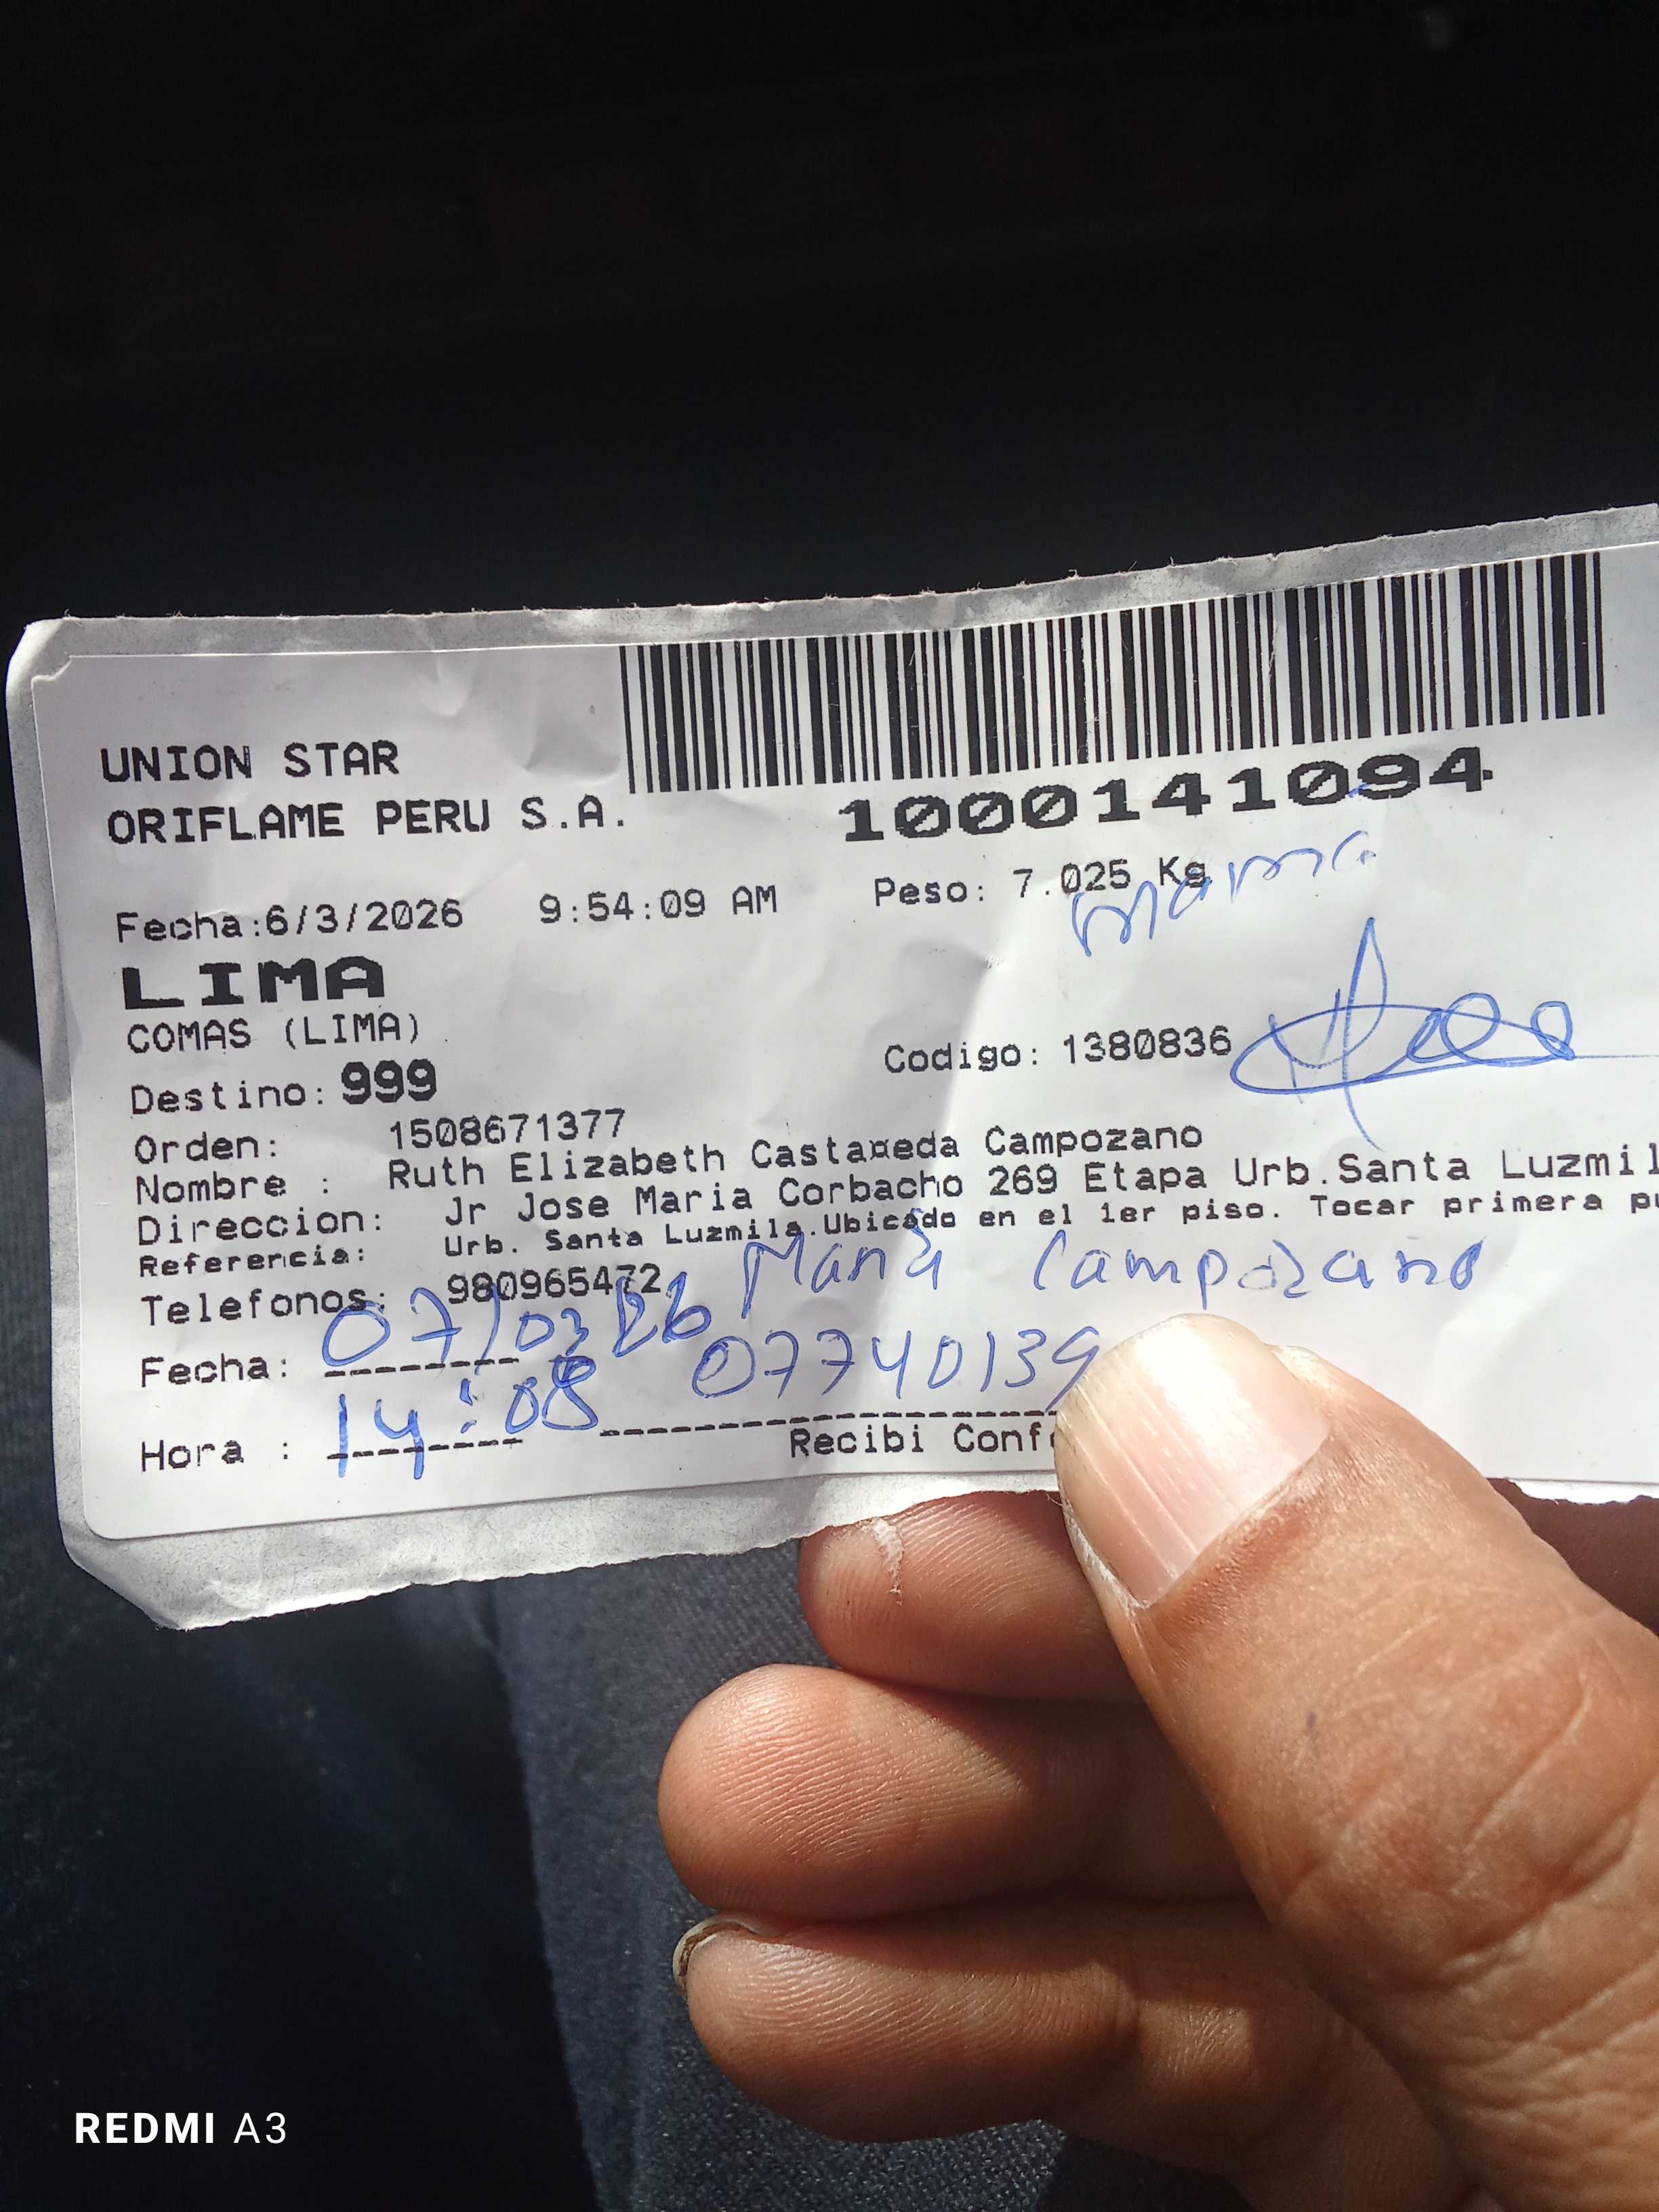 UNION STAR
ORIFLAME PERU S.A.
1000141094
Fecha:6/3/2026 9:54:09 AM Peso: 7.025 Kg
mama
LIMA
COMAS (LIMA)
Codigo: 1380836
Destino: 999
Orden: 1508671377
Nombre : Ruth Elizabeth Castañeda Campozano
Direccion: Jr Jose Maria Corbacho 269 Etapa Urb.Santa Luzmil
Referencia: Urb. Santa Luzmila.Ubicado en el 1er piso. Tocar primera pu
Telefonos: 980965472
Maria Campozano
Fecha: 07/03/26
07740139
Hora : 14:08
Recibi Conf
REDMI A3